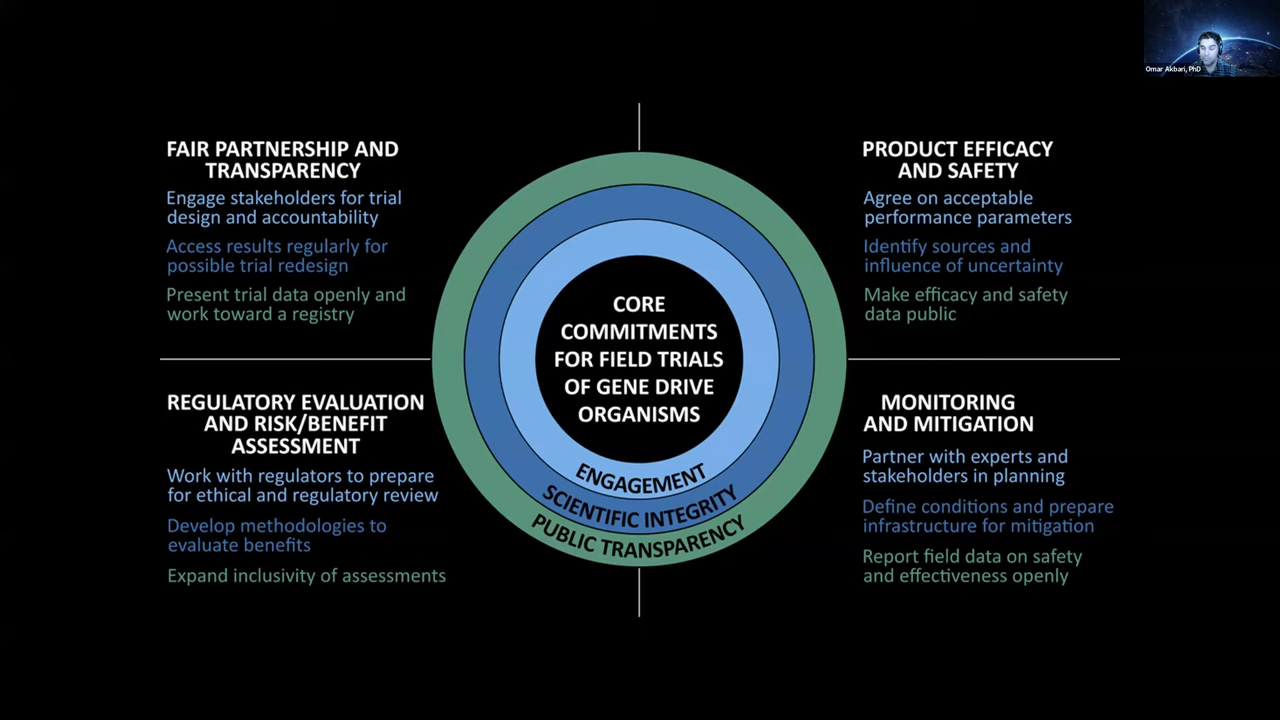 Omar Akbari, PhD
FAIR PARTNERSHIP AND
TRANSPARENCY
Engage stakeholders for trial
design and accountability
Access results regularly for
possible trial redesign
Present trial data openly and
work toward a registry
PRODUCT EFFICACY
AND SAFETY
Agree on acceptable
performance parameters
Identify sources and
influence of uncertainty
Make efficacy and safety
data public
CORE
COMMITMENTS
FOR FIELD TRIALS
OF GENE DRIVE
ORGANISMS
ENGAGEMENT
SCIENTIFIC INTEGRITY
PUBLIC TRANSPARENCY
REGULATORY EVALUATION
AND RISK/BENEFIT
ASSESSMENT
Work with regulators to prepare
for ethical and regulatory review
Develop methodologies to
evaluate benefits
Expand inclusivity of assessments
MONITORING
AND MITIGATION
Partner with experts and
stakeholders in planning
Define conditions and prepare
infrastructure for mitigation
Report field data on safety
and effectiveness openly